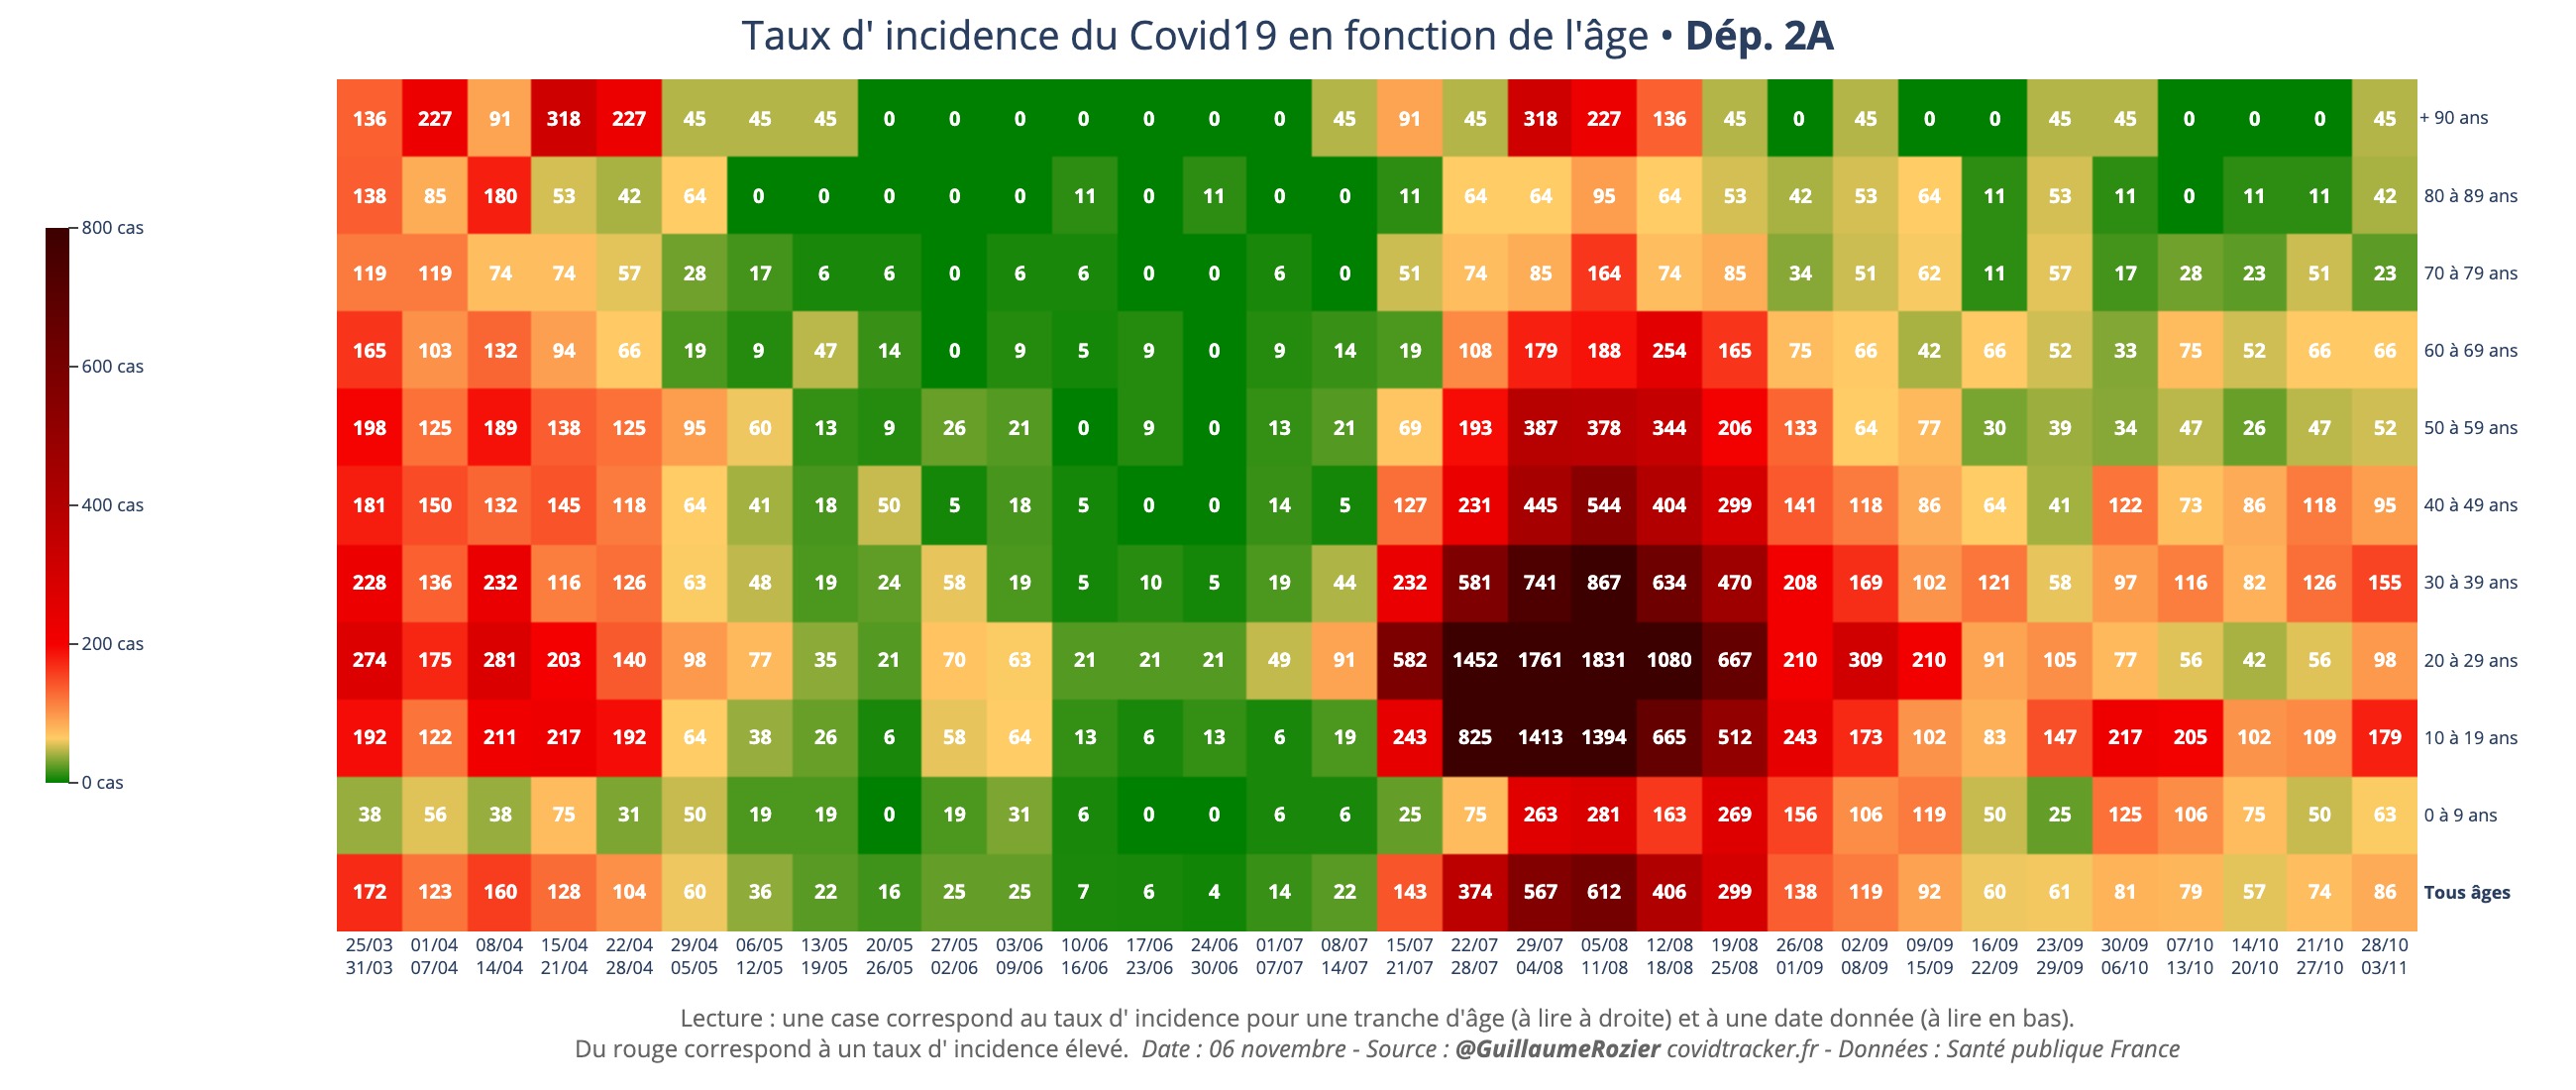 Taux d' incidence du Covid19 en fonction de l'âge • Dép. 2A
800 cas
600 cas
400 cas
200 cas
0 cas
136 227 91 318 227 45 45 45 0 0 0 0 0 0 0 45 91 45 318 227 136 45 0 45 0 0 45 45 0 0 0 45 + 90 ans
138 85 180 53 42 64 0 0 0 0 0 11 0 11 0 0 11 64 64 95 64 53 42 53 64 11 53 11 0 11 11 42 80 à 89 ans
119 119 74 74 57 28 17 6 6 0 6 6 0 0 6 0 51 74 85 164 74 85 34 51 62 11 57 17 28 23 51 23 70 à 79 ans
165 103 132 94 66 19 9 47 14 0 9 5 9 0 9 14 19 108 179 188 254 165 75 66 42 66 52 33 75 52 66 66 60 à 69 ans
198 125 189 138 125 95 60 13 9 26 21 0 9 0 13 21 69 193 387 378 344 206 133 64 77 30 39 34 47 26 47 52 50 à 59 ans
181 150 132 145 118 64 41 18 50 5 18 5 0 0 14 5 127 231 445 544 404 299 141 118 86 64 41 122 73 86 118 95 40 à 49 ans
228 136 232 116 126 63 48 19 24 58 19 5 10 5 19 44 232 581 741 867 634 470 208 169 102 121 58 97 116 82 126 155 30 à 39 ans
274 175 281 203 140 98 77 35 21 70 63 21 21 21 49 91 582 1452 1761 1831 1080 667 210 309 210 91 105 77 56 42 56 98 20 à 29 ans
192 122 211 217 192 64 38 26 6 58 64 13 6 13 6 19 243 825 1413 1394 665 512 243 173 102 83 147 217 205 102 109 179 10 à 19 ans
38 56 38 75 31 50 19 19 0 19 31 6 0 0 6 6 25 75 263 281 163 269 156 106 119 50 25 125 106 75 50 63 0 à 9 ans
172 123 160 128 104 60 36 22 16 25 25 7 6 4 14 22 143 374 567 612 406 299 138 119 92 60 61 81 79 57 74 86 Tous âges
25/03 01/04 08/04 15/04 22/04 29/04 06/05 13/05 20/05 27/05 03/06 10/06 17/06 24/06 01/07 08/07 15/07 22/07 29/07 05/08 12/08 19/08 26/08 02/09 09/09 16/09 23/09 30/09 07/10 14/10 21/10 28/10
31/03 07/04 14/04 21/04 28/04 05/05 12/05 19/05 26/05 02/06 09/06 16/06 23/06 30/06 07/07 14/07 21/07 28/07 04/08 11/08 18/08 25/08 01/09 08/09 15/09 22/09 29/09 06/10 13/10 20/10 27/10 03/11
Lecture : une case correspond au taux d' incidence pour une tranche d'âge (à lire à droite) et à une date donnée (à lire en bas).
Du rouge correspond à un taux d' incidence élevé. Date : 06 novembre - Source : @GuillaumeRozier covidtracker.fr - Données : Santé publique France